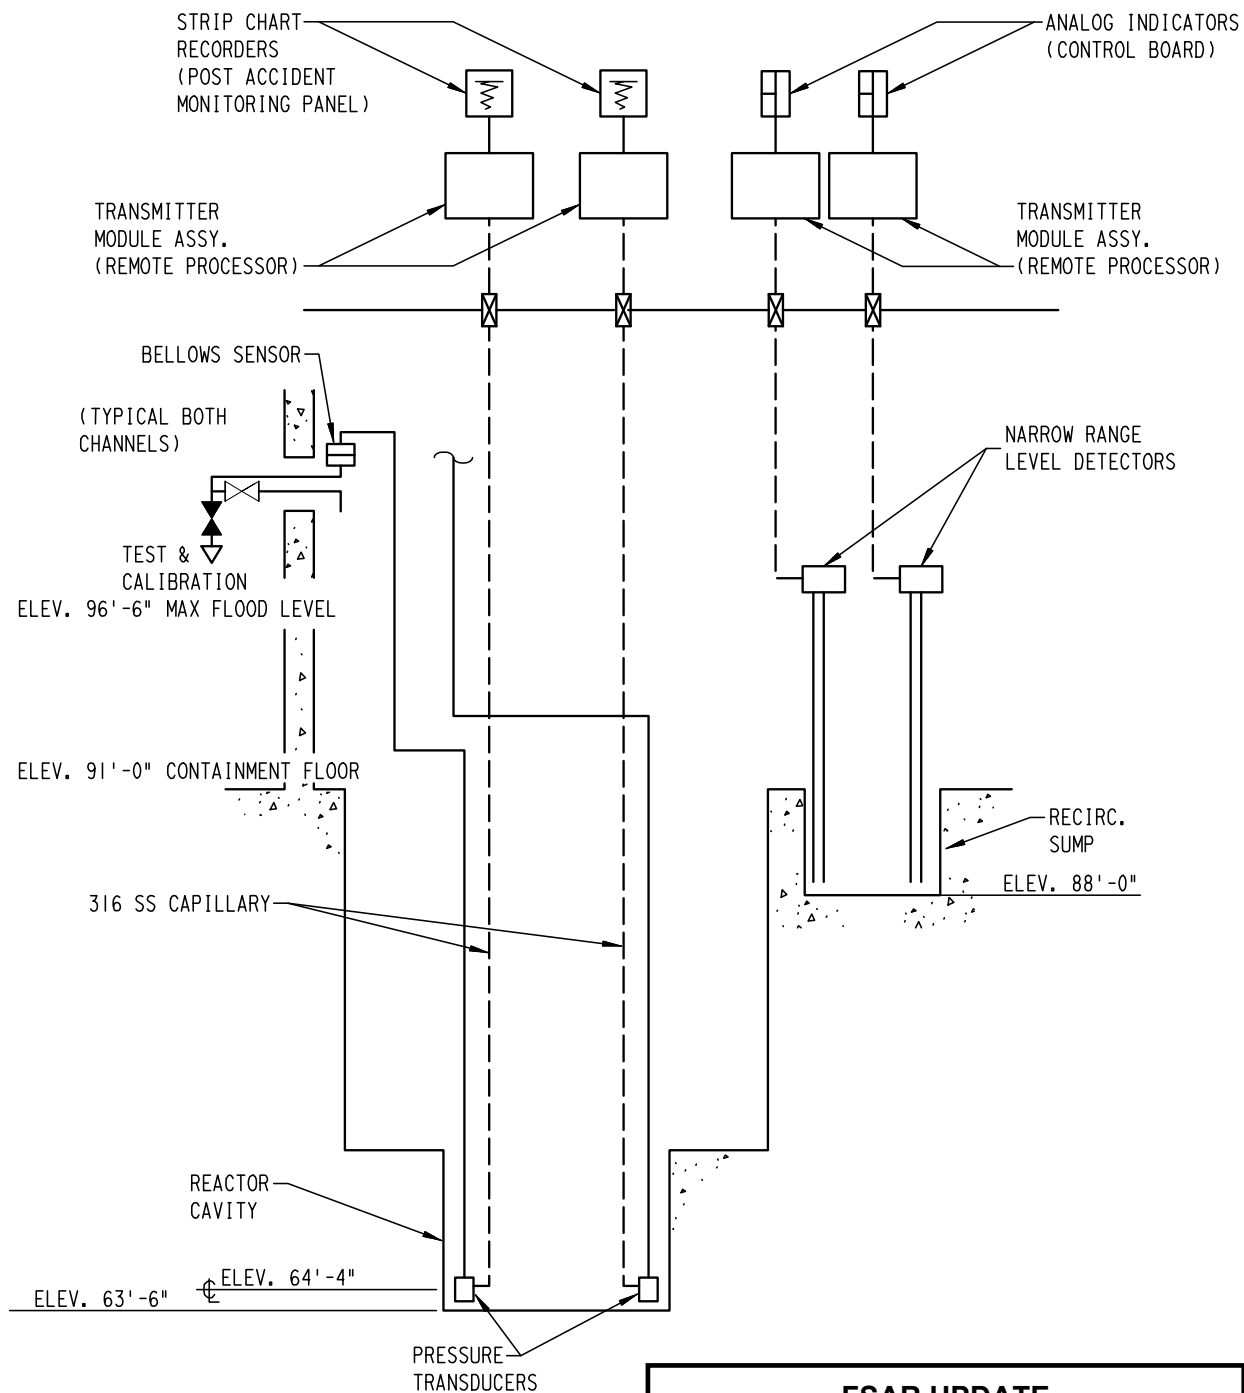 STRIP CHART
RECORDERS
(POST ACCIDENT
MONITORING PANEL)
ANALOG INDICATORS
(CONTROL BOARD)
TRANSMITTER
MODULE ASSY.
(REMOTE PROCESSOR)
TRANSMITTER
MODULE ASSY.
(REMOTE PROCESSOR)
BELLOWS SENSOR
(TYPICAL BOTH
CHANNELS)
NARROW RANGE
LEVEL DETECTORS
TEST &
CALIBRATION
ELEV. 96'-6" MAX FLOOD LEVEL
ELEV. 91'-0" CONTAINMENT FLOOR
RECIRC.
SUMP
ELEV. 88'-0"
316 SS CAPILLARY
REACTOR
CAVITY
ELEV. 64'-4"
ELEV. 63'-6"
PRESSURE
TRANSDUCERS
FSAR UPDATE